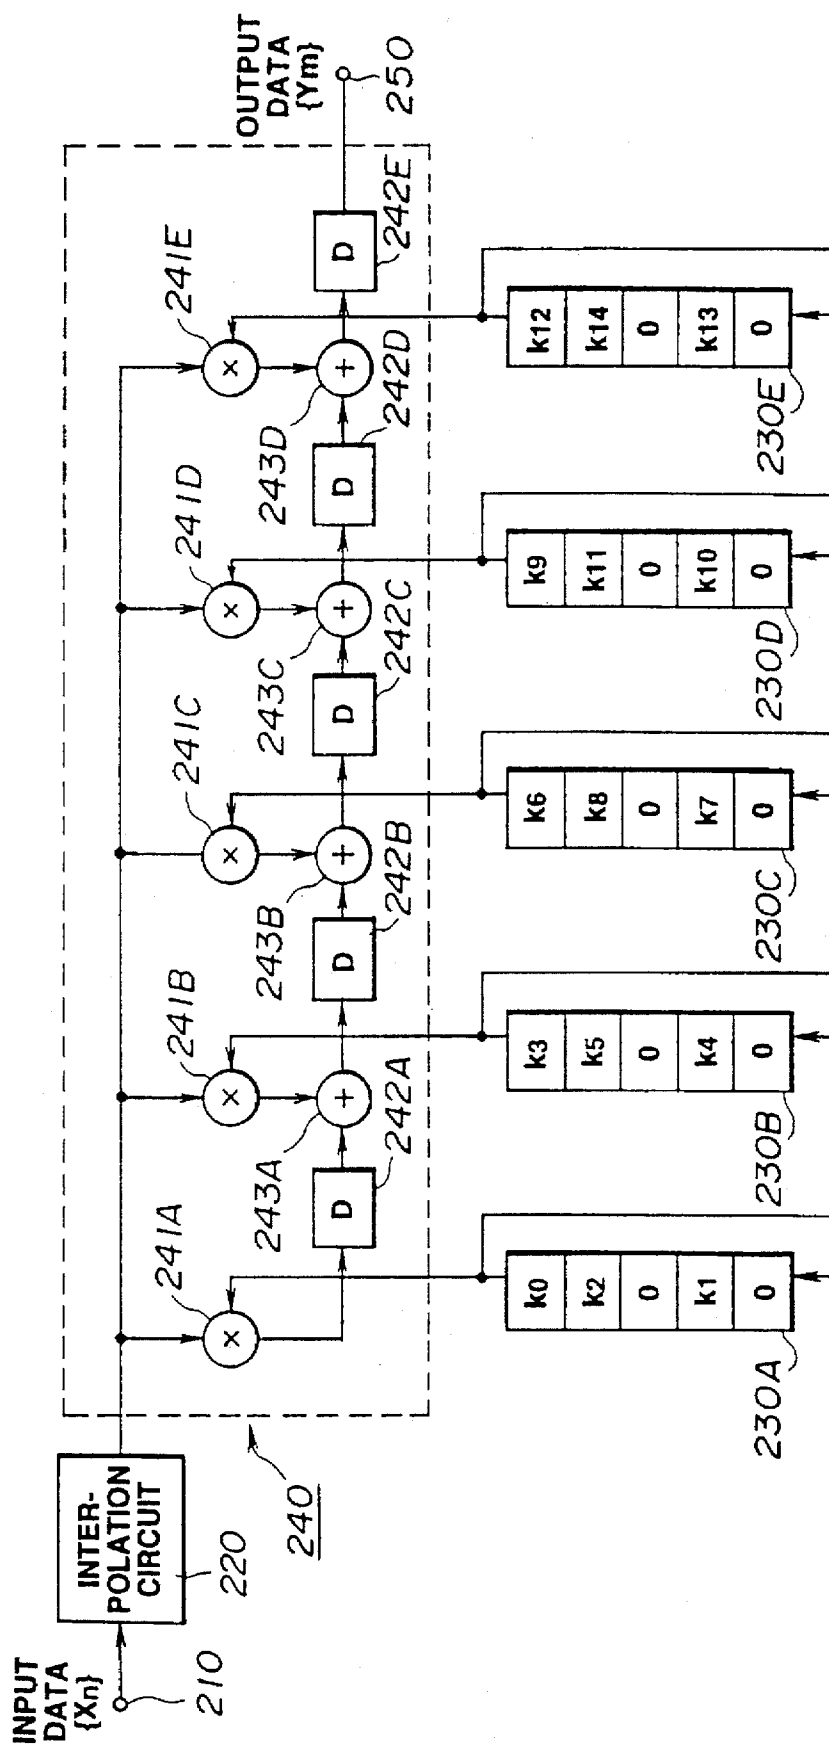 INPUT
DATA
{Xn}
210
INTER-
POLATION
CIRCUIT
220
240
OUTPUT
DATA
{Ym}
250
241A
241B
241C
241D
241E
×
×
×
×
×
243A
243B
243C
243D
+
+
+
+
D
D
D
D
D
242A
242B
242C
242D
242E
k0
k2
0
k1
0
230A
k3
k5
0
k4
0
230B
k6
k8
0
k7
0
230C
k9
k11
0
k10
0
230D
k12
k14
0
k13
0
230E